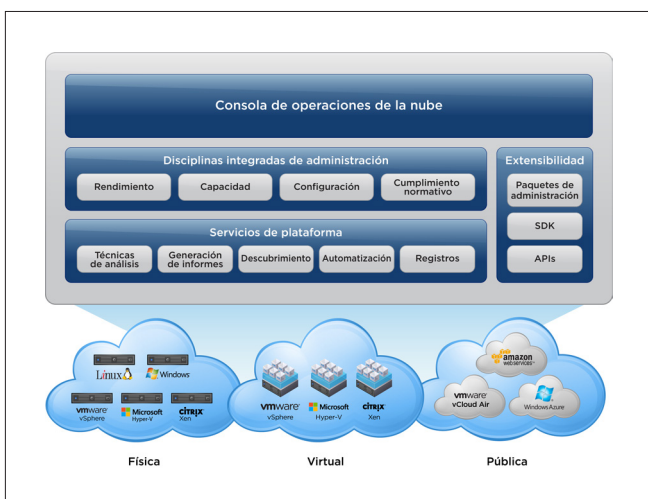 Consola de operaciones de la nube
Disciplinas integradas de administración
Rendimiento
Capacidad
Configuración
Cumplimiento
normativo
Servicios de plataforma
Técnicas
de análisis
Generación
de informes
Descubrimiento
Automatización
Registros
Extensibilidad
Paquetes de
administración
SDK
APIs
Linux
Windows
vmware
vSphere
Microsoft
Hyper-V
CITRIX
Xen
vmware
vSphere
Microsoft
Hyper-V
CITRIX
Xen
amazon
webservices™
vmware
vCloud Air
Windows Azure
Física
Virtual
Pública